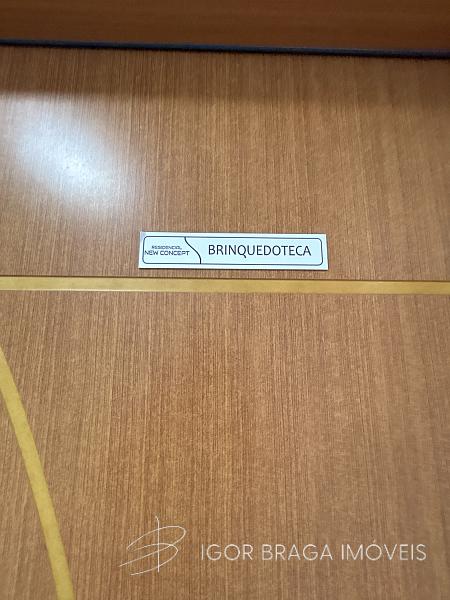 RESIDENCIAL
NEW CONCEPT
BRINQUEDOTECA
IGOR BRAGA IMÓVEIS